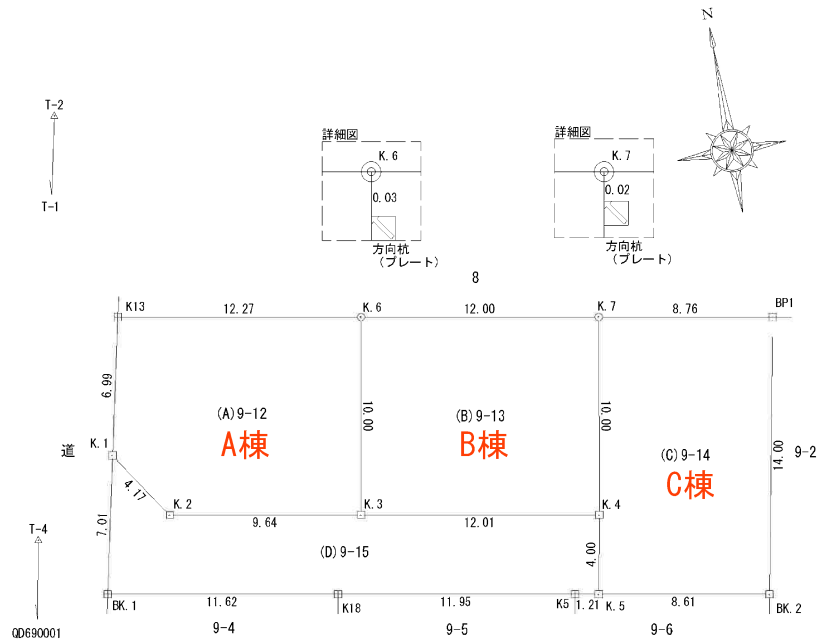 N.
T-2
T-1
詳細図
K.6
0.03
方向杭
(プレート)
詳細図
K.7
0.02
方向杭
(プレート)
8
K13
12.27
K.6
12.00
K.7
8.76
BP1
6.99
(A)9-12
A棟
10.00
(B)9-13
B棟
10.00
(C)9-14
C棟
14.00
9-2
道
K.1
4.17
K.2
9.64
K.3
12.01
K.4
7.01
(D)9-15
4.00
T-4
QD690001
BK.1
11.62
K18
11.95
K5
1.21
K.5
8.61
BK.2
9-4
9-5
9-6